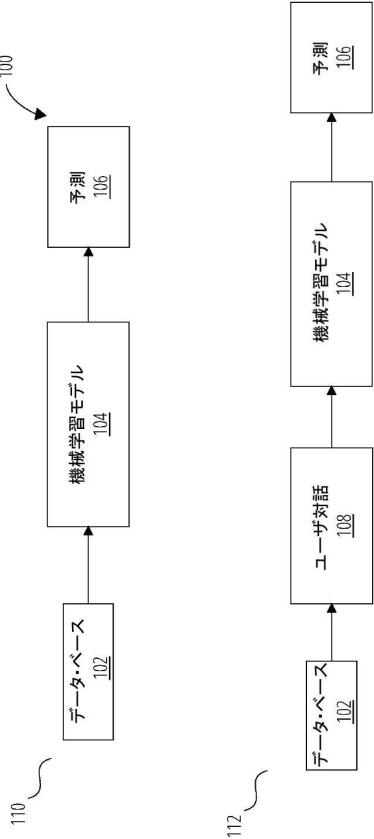 100
110
データ・ベース
102
機械学習モデル
104
予測
106
112
データ・ベース
102
ユーザ対話
108
機械学習モデル
104
予測
106